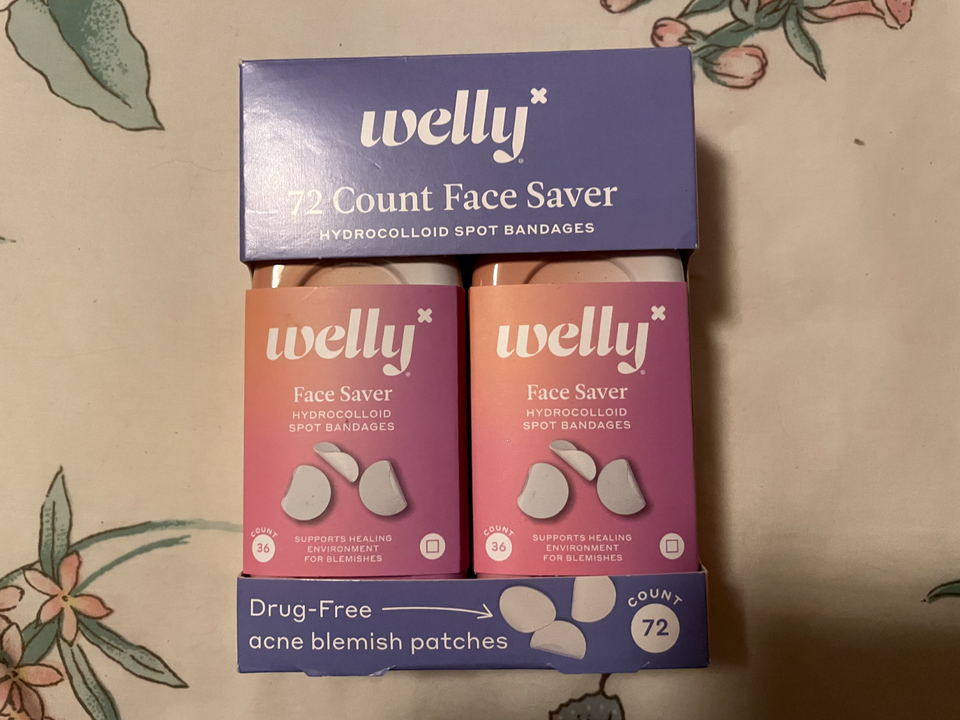 welly
72 Count Face Saver
HYDROCOLLOID SPOT BANDAGES
welly
Face Saver
HYDROCOLLOID
SPOT BANDAGES
COUNT
36
SUPPORTS HEALING
ENVIRONMENT
FOR BLEMISHES
welly
Face Saver
HYDROCOLLOID
SPOT BANDAGES
COUNT
36
SUPPORTS HEALING
ENVIRONMENT
FOR BLEMISHES
Drug-Free
acne blemish patches
COUNT
72